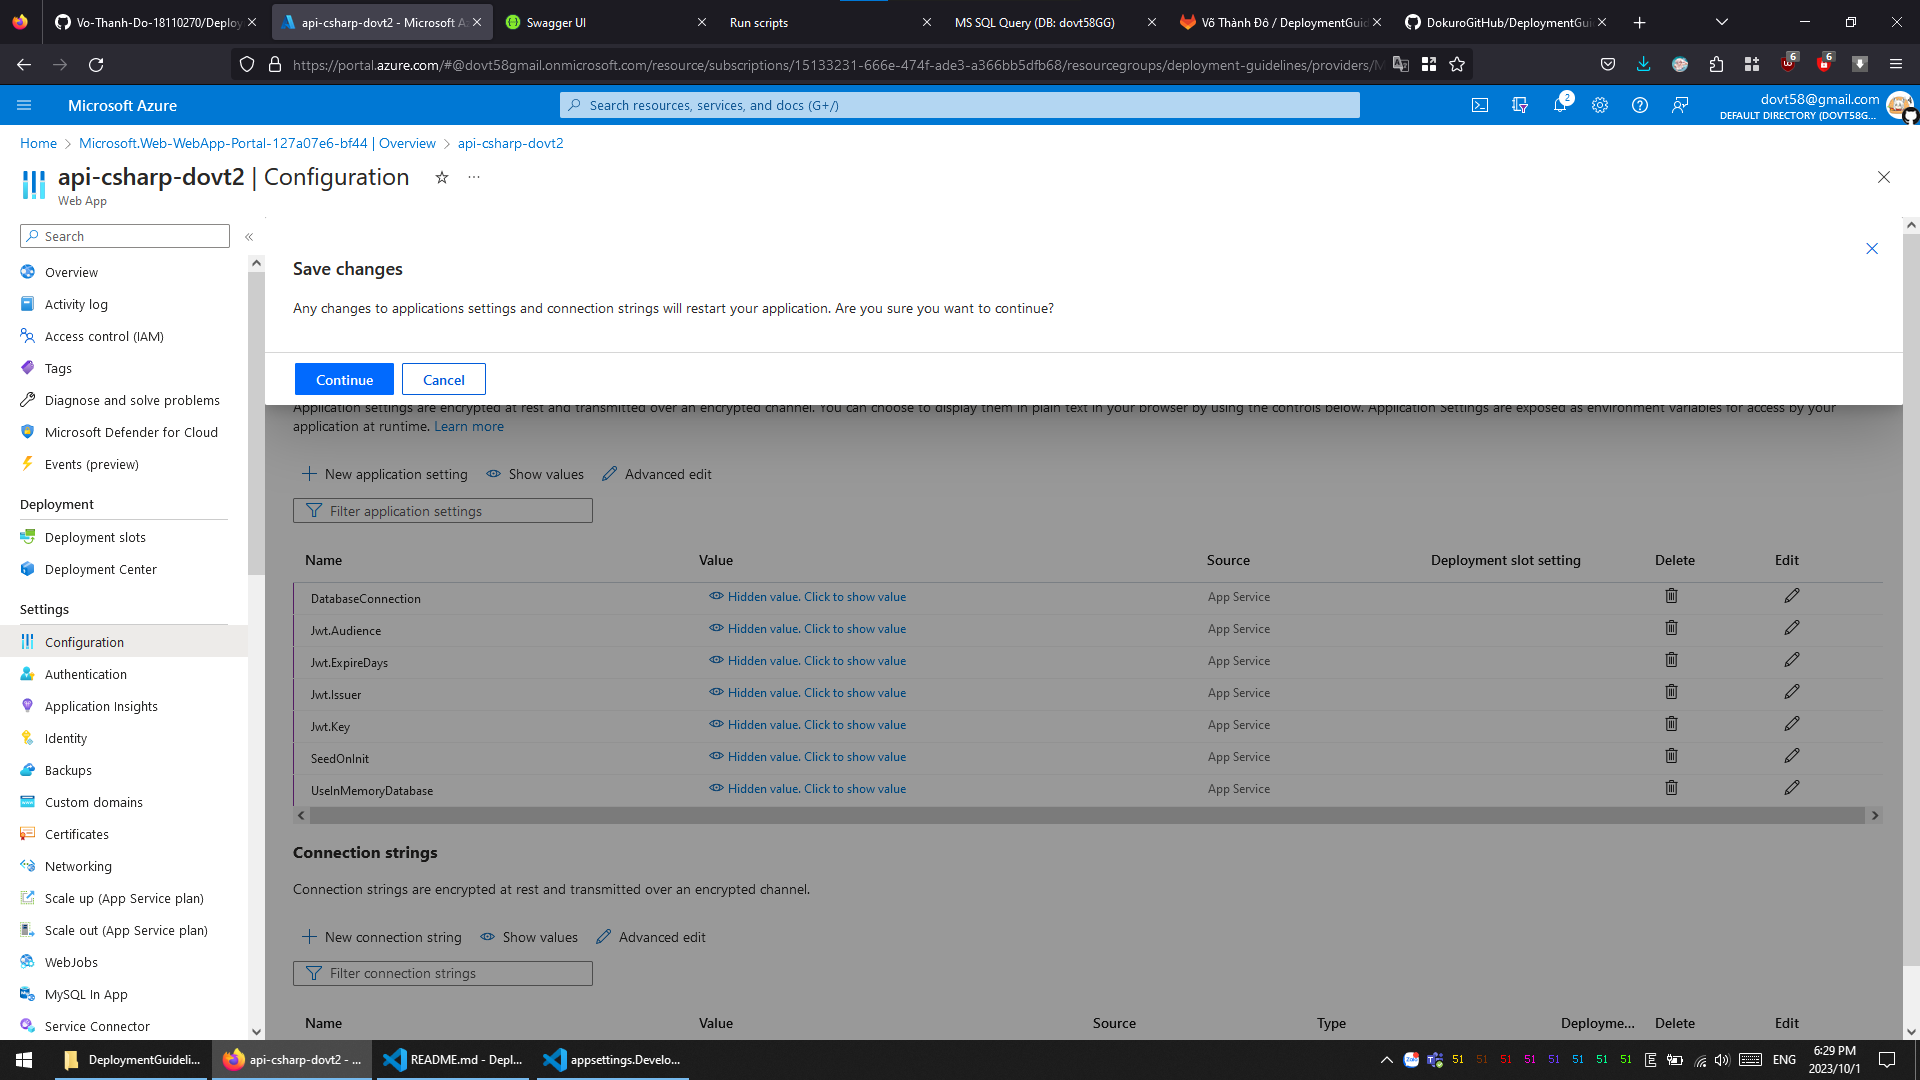 Vo-Thanh-Do-18110270/Deploy
api-csharp-dovt2 - Microsoft A
Swagger UI
Run scripts
MS SQL Query (DB: dovt58GG)
Võ Thành Đô / DeploymentGuid
DokuroGitHub/DeploymentGui
https://portal.azure.com/#@dovt58gmail.onmicrosoft.com/resource/subscriptions/15133231-666e-474f-ade3-a366bb5dfb68/resourcegroups/deployment-guidelines/providers/M
6
6
Microsoft Azure
Search resources, services, and docs (G+/)
2
dovt58@gmail.com
DEFAULT DIRECTORY (DOVT58G...
Home > Microsoft.Web-WebApp-Portal-127a07e6-bf44 | Overview > api-csharp-dovt2
api-csharp-dovt2 | Configuration
Web App
Search
Overview
Activity log
Access control (IAM)
Tags
Diagnose and solve problems
Microsoft Defender for Cloud
Events (preview)
Deployment
Deployment slots
Deployment Center
Settings
Configuration
Authentication
Application Insights
Identity
Backups
Custom domains
Certificates
Networking
Scale up (App Service plan)
Scale out (App Service plan)
WebJobs
MySQL In App
Service Connector
Save changes
Any changes to applications settings and connection strings will restart your application. Are you sure you want to continue?
Continue
Cancel
Application settings are encrypted at rest and transmitted over an encrypted channel. You can choose to display them in plain text in your browser by using the controls below. Application Settings are exposed as environment variables for access by your
application at runtime. Learn more
New application setting
Show values
Advanced edit
Filter application settings
Name Value Source Deployment slot setting Delete Edit
DatabaseConnection Hidden value. Click to show value App Service
Jwt.Audience Hidden value. Click to show value App Service
Jwt.ExpireDays Hidden value. Click to show value App Service
Jwt.Issuer Hidden value. Click to show value App Service
Jwt.Key Hidden value. Click to show value App Service
SeedOnInit Hidden value. Click to show value App Service
UseInMemoryDatabase Hidden value. Click to show value App Service
Connection strings
Connection strings are encrypted at rest and transmitted over an encrypted channel.
New connection string
Show values
Advanced edit
Filter connection strings
Name Value Source Type Deployme... Delete Edit
DeploymentGuideli...
api-csharp-dovt2 - ...
README.md - Depl...
appsettings.Develo...
Zalo
51 51 51 51 51 51 51 51
ENG
6:29 PM
2023/10/1